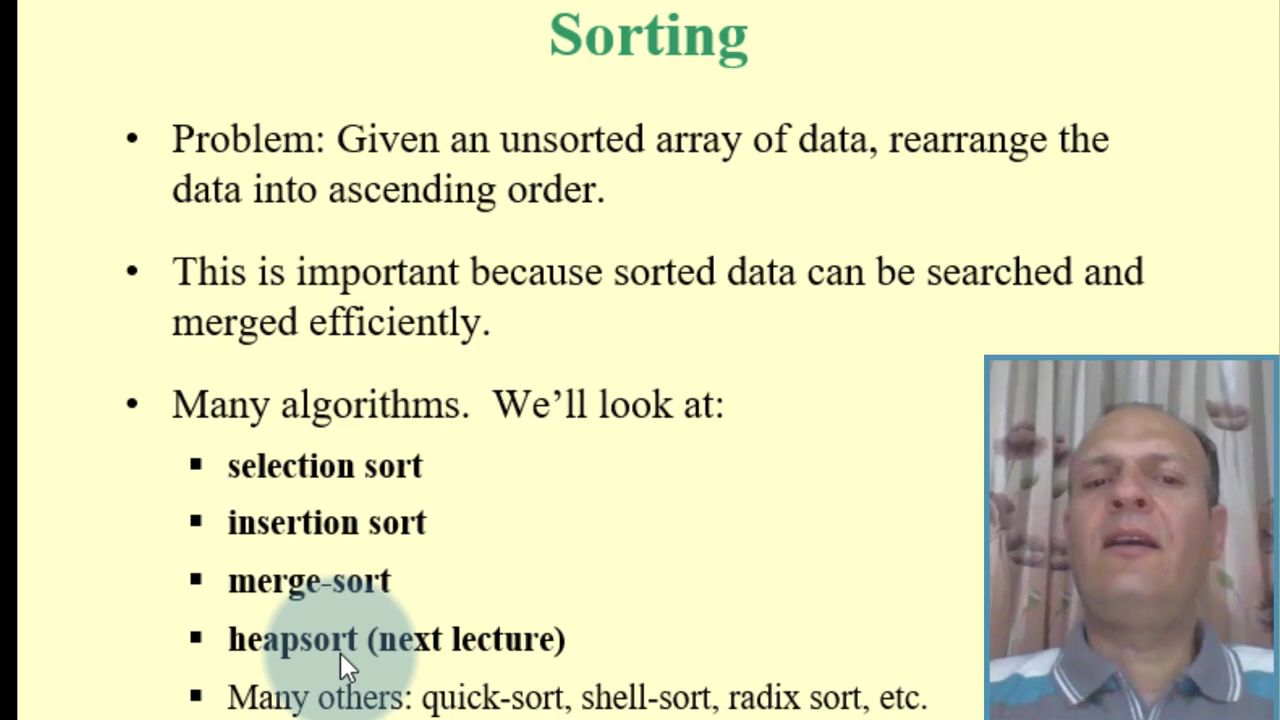 Sorting
• Problem: Given an unsorted array of data, rearrange the
data into ascending order.
• This is important because sorted data can be searched and
merged efficiently.
• Many algorithms.  We’ll look at:
▪ selection sort
▪ insertion sort
▪ merge-sort
▪ heapsort (next lecture)
▪ Many others: quick-sort, shell-sort, radix sort, etc.